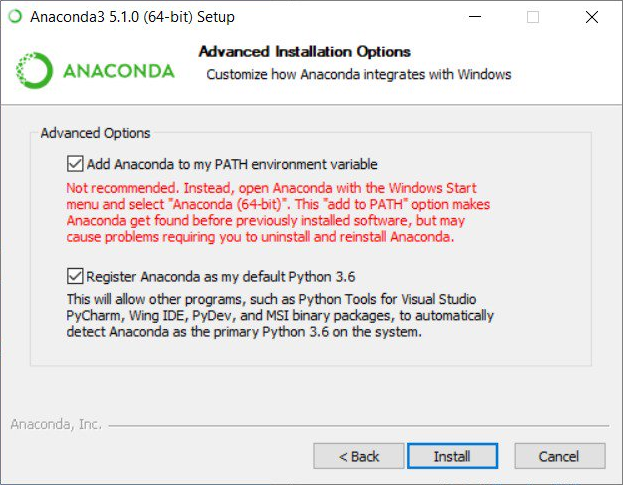 Anaconda3 5.1.0 (64-bit) Setup
Advanced Installation Options
Customize how Anaconda integrates with Windows
ANACONDA
Advanced Options
Add Anaconda to my PATH environment variable
Not recommended. Instead, open Anaconda with the Windows Start
menu and select "Anaconda (64-bit)". This "add to PATH" option makes
Anaconda get found before previously installed software, but may
cause problems requiring you to uninstall and reinstall Anaconda.
Register Anaconda as my default Python 3.6
This will allow other programs, such as Python Tools for Visual Studio
PyCharm, Wing IDE, PyDev, and MSI binary packages, to automatically
detect Anaconda as the primary Python 3.6 on the system.
Anaconda, Inc.
< Back
Install
Cancel